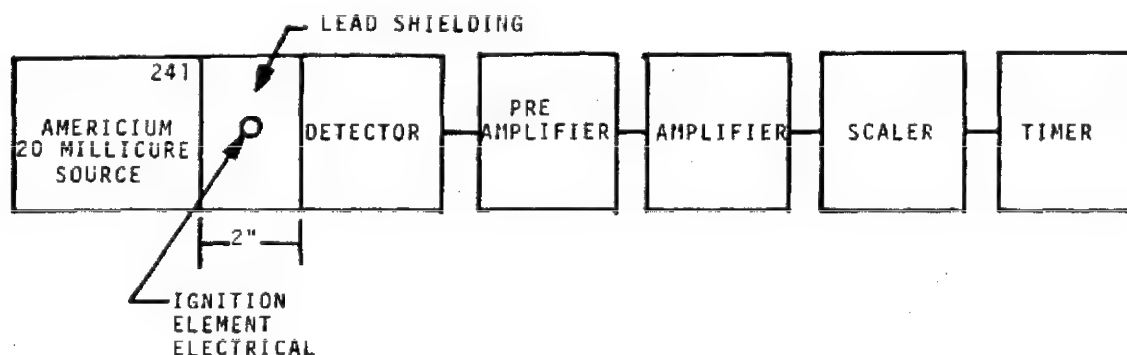 LEAD SHIELDING
241
AMERICIUM
20 MILLICURE
SOURCE
DETECTOR
PRE
AMPLIFIER
AMPLIFIER
SCALER
TIMER
2"
IGNITION
ELEMENT
ELECTRICAL